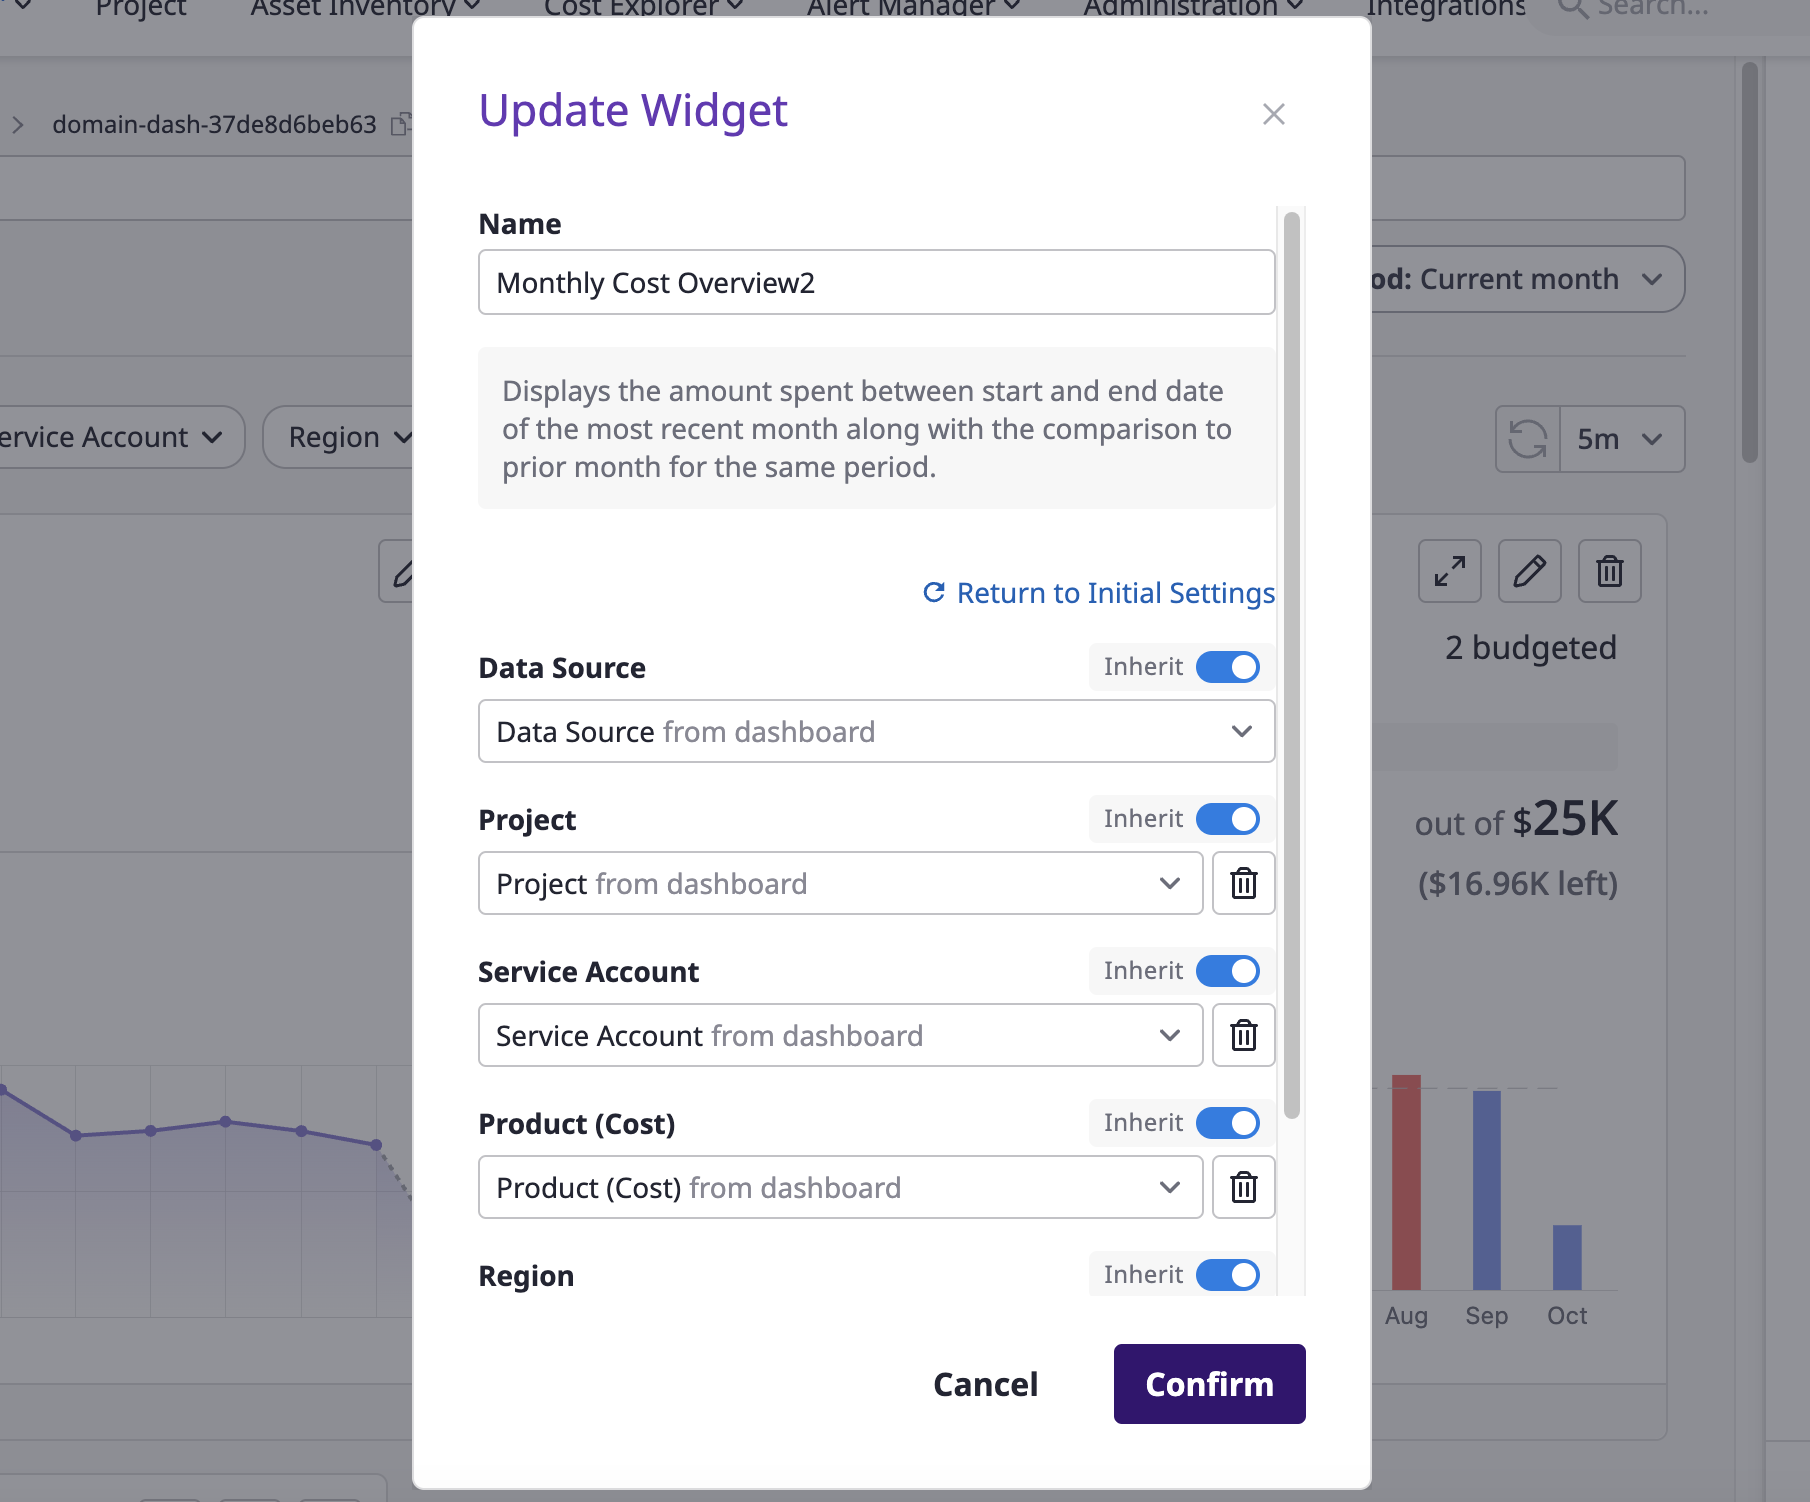 Project Asset Inventory Cost Explorer Alert Manager Administration Integrations Search...
domain-dash-37de8d6beb63
Update Widget
Name
Monthly Cost Overview2
od: Current month
Displays the amount spent between start and end date
of the most recent month along with the comparison to
prior month for the same period.
ervice Account Region
5m
Return to Initial Settings
2 budgeted
Data Source Inherit
Data Source from dashboard
out of $25K
($16.96K left)
Project Inherit
Project from dashboard
Service Account Inherit
Service Account from dashboard
Product (Cost) Inherit
Product (Cost) from dashboard
Region Inherit
Aug Sep Oct
Cancel Confirm